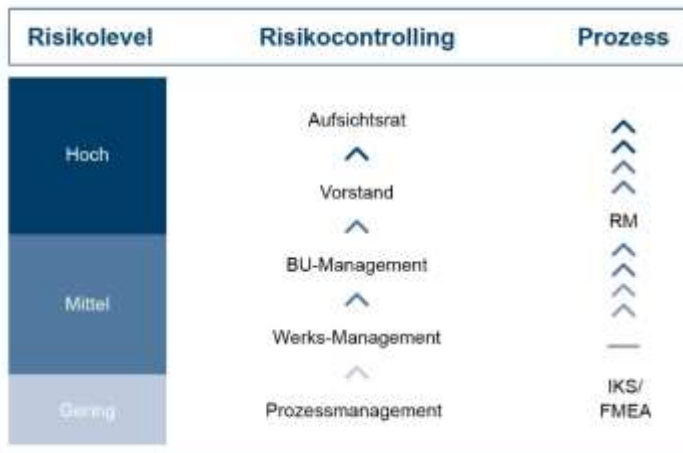 Risikolevel Risikocontrolling Prozess
Hoch
Mittel
Gering
Aufsichtsrat
Vorstand
BU-Management
Werks-Management
Prozessmanagement
RM
IKS/
FMEA